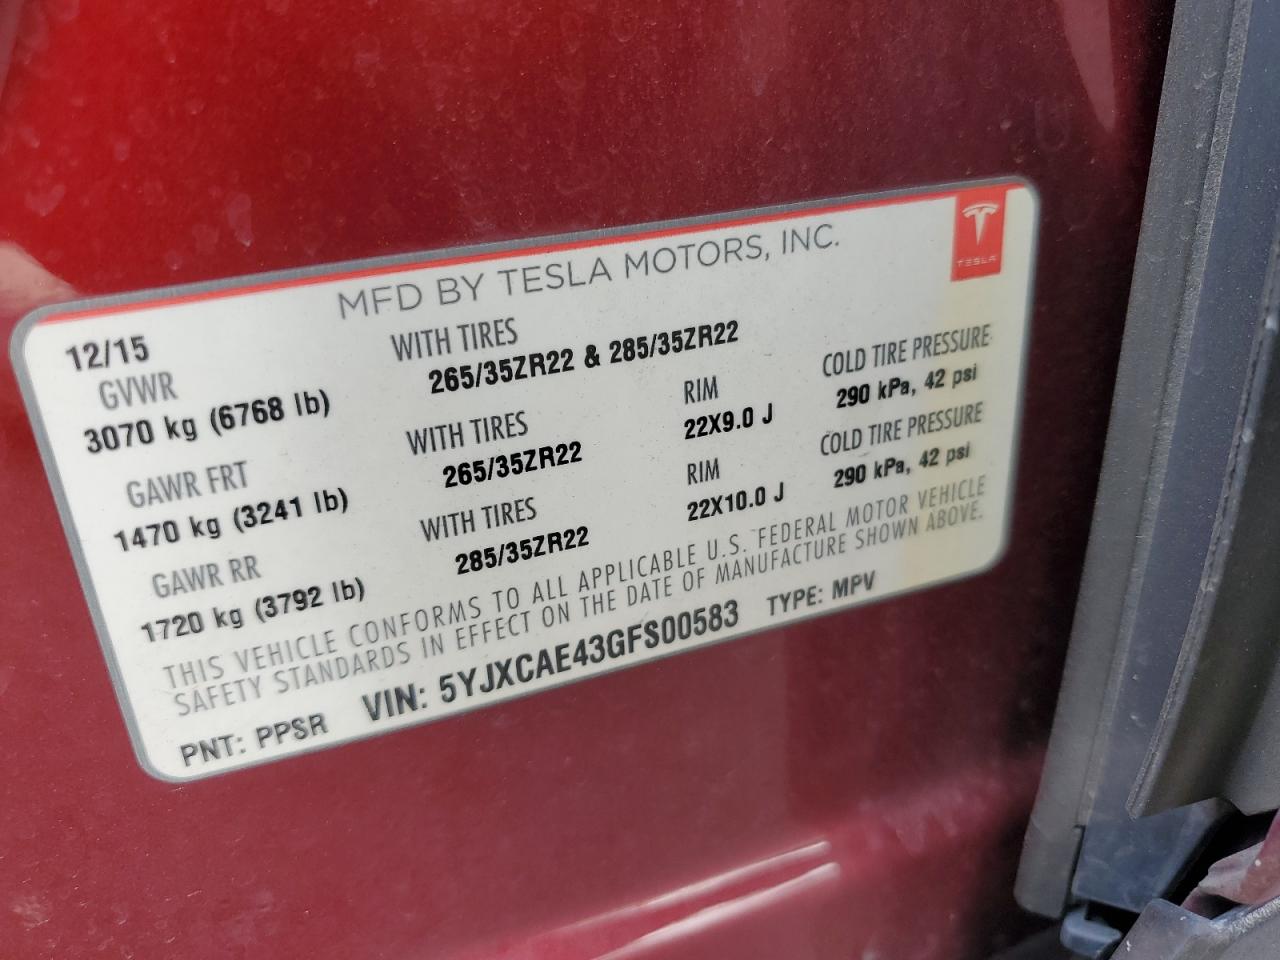 MFD BY TESLA MOTORS, INC.
TESLA
12/15
GVWR WITH TIRES
3070 kg (6768 lb) 265/35ZR22 & 285/35ZR22
GAWR FRT WITH TIRES RIM COLD TIRE PRESSURE
1470 kg (3241 lb) 265/35ZR22 22X9.0 J 290 kPa, 42 psi
GAWR RR WITH TIRES RIM COLD TIRE PRESSURE
1720 kg (3792 lb) 285/35ZR22 22X10.0 J 290 kPa, 42 psi
THIS VEHICLE CONFORMS TO ALL APPLICABLE U.S. FEDERAL MOTOR VEHICLE
SAFETY STANDARDS IN EFFECT ON THE DATE OF MANUFACTURE SHOWN ABOVE.
PNT: PPSR VIN: 5YJXCAE43GFS00583 TYPE: MPV